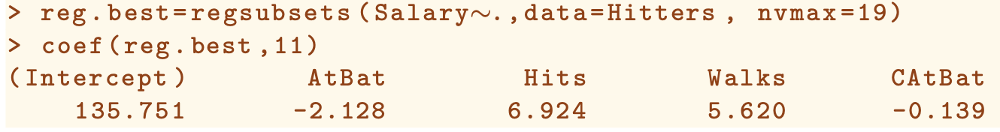 > reg.best=regsubsets(Salary∼.,data=Hitters, nvmax=19)
> coef(reg.best,11)
(Intercept) AtBat Hits Walks CAtBat
135.751 -2.128 6.924 5.620 -0.139